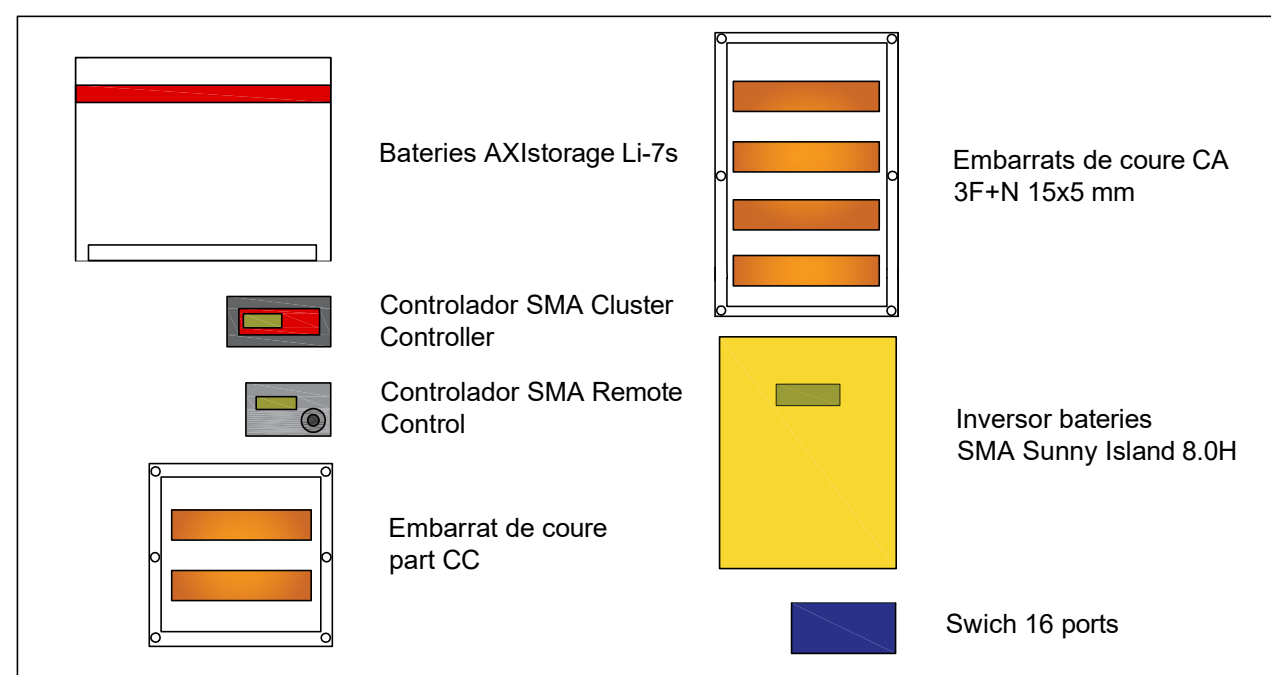 Bateries AXIstorage Li-7s
Controlador SMA Cluster
Controller
Controlador SMA Remote
Control
Embarrat de coure
part CC
Embarrats de coure CA
3F+N 15x5 mm
Inversor bateries
SMA Sunny Island 8.0H
Swich 16 ports